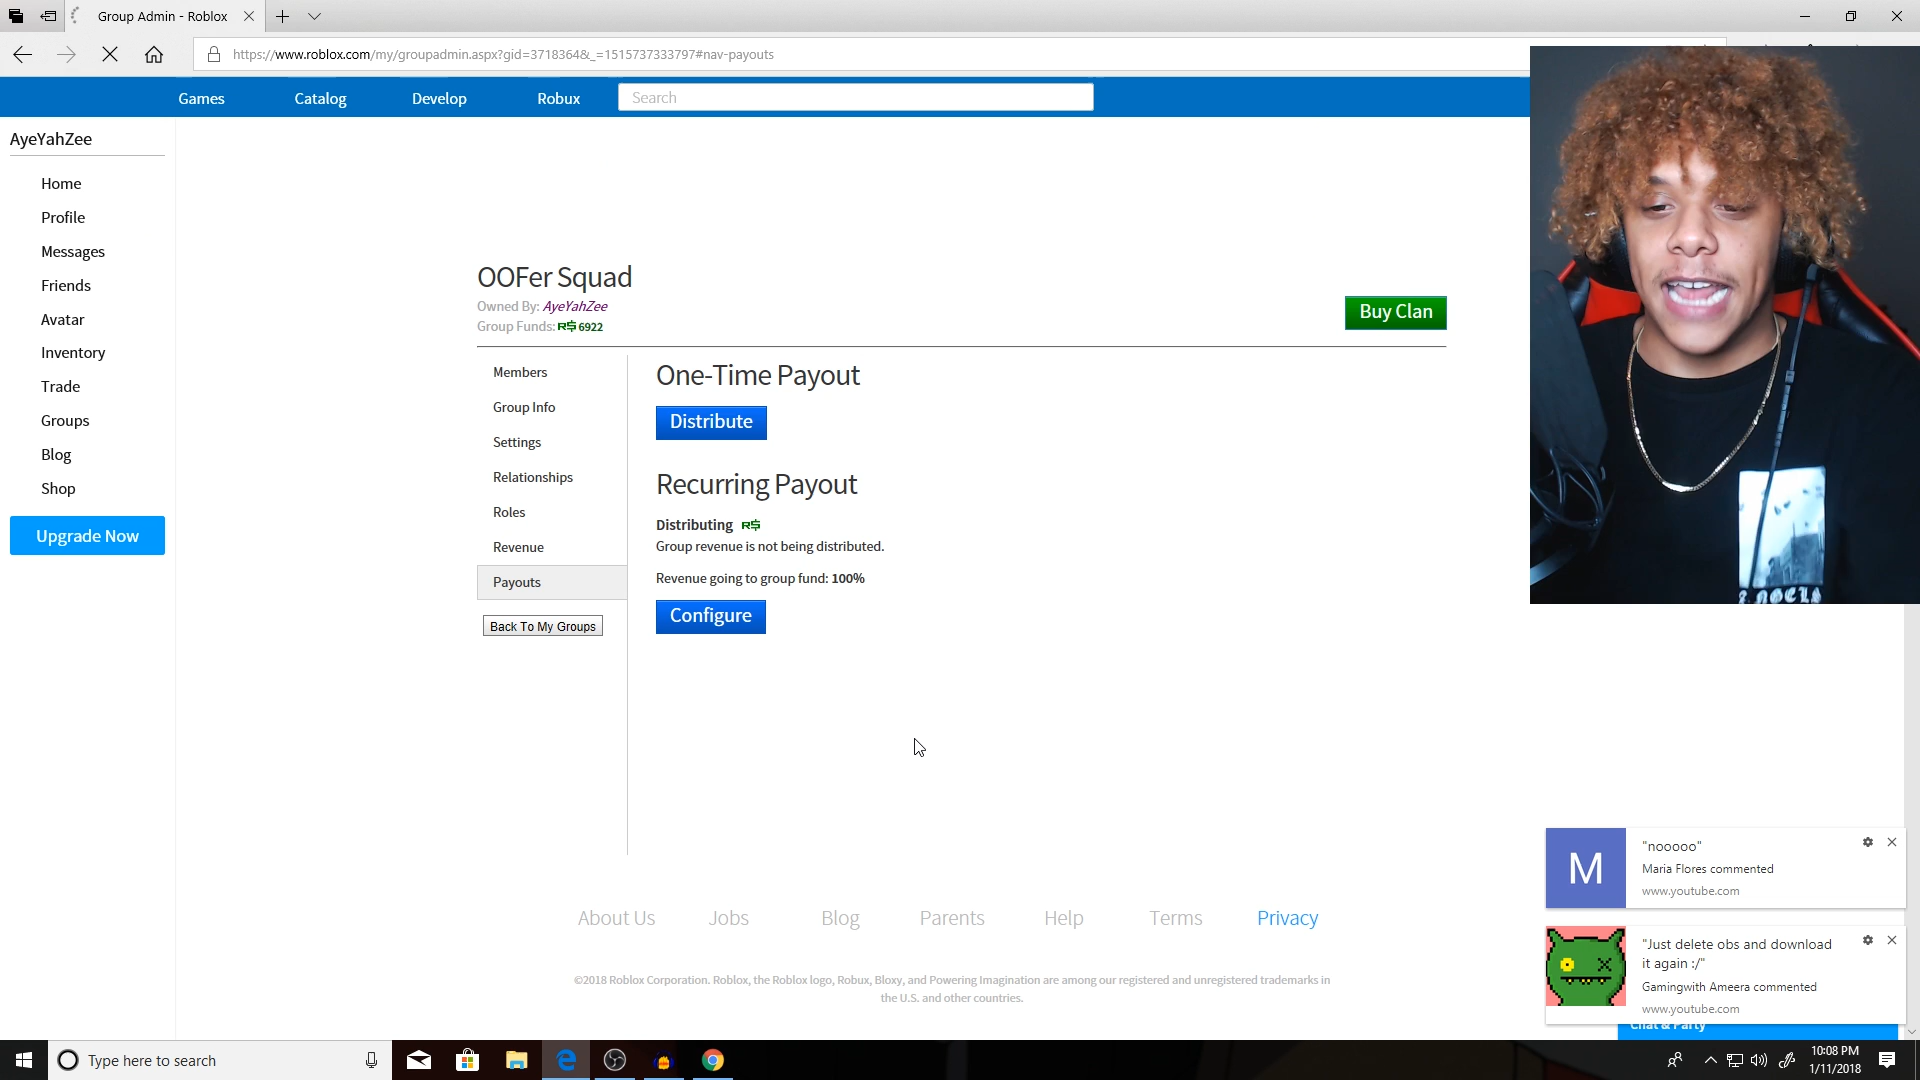 Group Admin - Roblox
https://www.roblox.com/my/groupadmin.aspx?gid=3718364&_=1515737333797#nav-payouts
Games Catalog Develop Robux Search
AyeYahZee
Home
Profile
Messages
Friends
Avatar
Inventory
Trade
Groups
Blog
Shop
Upgrade Now
OOFer Squad
Owned By: AyeYahZee
Group Funds: R$ 6922
Buy Clan
Members
Group Info
Settings
Relationships
Roles
Revenue
Payouts
Back To My Groups
One-Time Payout
Distribute
Recurring Payout
Distributing R$
Group revenue is not being distributed.
Revenue going to group fund: 100%
Configure
About Us Jobs Blog Parents Help Terms Privacy
©2018 Roblox Corporation. Roblox, the Roblox logo, Robux, Bloxy, and Powering Imagination are among our registered and unregistered trademarks in
the U.S. and other countries.
M
"nooooo"
Maria Flores commented
www.youtube.com
"Just delete obs and download
it again :/"
Gamingwith Ameera commented
www.youtube.com
Chat & Party
Type here to search
10:08 PM
1/11/2018